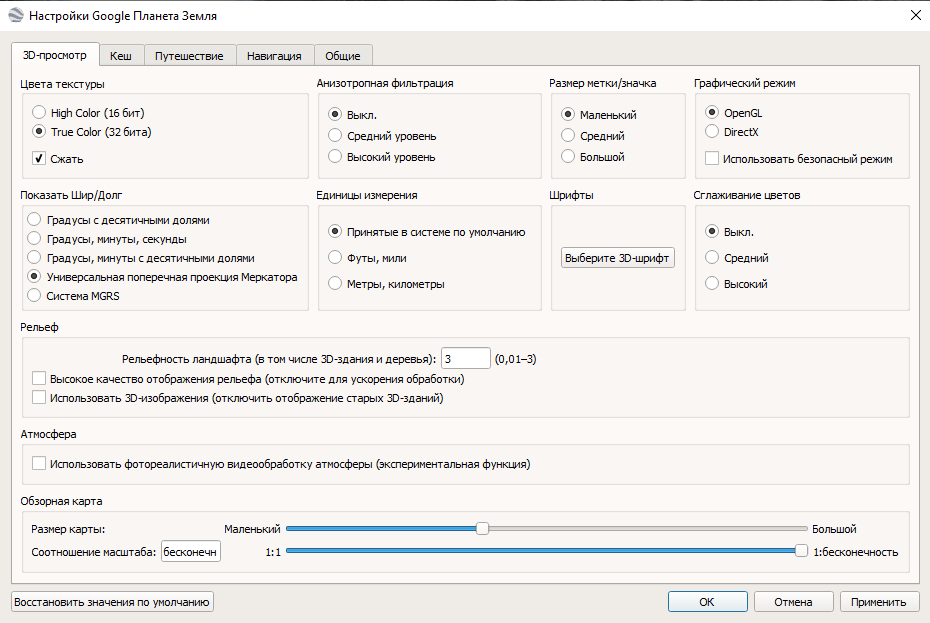 Настройки Google Планета Земля
3D-просмотр Кеш Путешествие Навигация Общие
Цвета текстуры
High Color (16 бит)
True Color (32 бита)
Сжать
Анизотропная фильтрация
Выкл.
Средний уровень
Высокий уровень
Размер метки/значка
Маленький
Средний
Большой
Графический режим
OpenGL
DirectX
Использовать безопасный режим
Показать Шир/Долг
Градусы с десятичными долями
Градусы, минуты, секунды
Градусы, минуты с десятичными долями
Универсальная поперечная проекция Меркатора
Система MGRS
Единицы измерения
Принятые в системе по умолчанию
Футы, мили
Метры, километры
Шрифты
Выберите 3D-шрифт
Сглаживание цветов
Выкл.
Средний
Высокий
Рельеф
Рельефность ландшафта (в том числе 3D-здания и деревья): 3 (0,01–3)
Высокое качество отображения рельефа (отключите для ускорения обработки)
Использовать 3D-изображения (отключить отображение старых 3D-зданий)
Атмосфера
Использовать фотореалистичную видеообработку атмосферы (экспериментальная функция)
Обзорная карта
Размер карты: Маленький Большой
Соотношение масштаба: бесконечн 1:1 1:бесконечность
Восстановить значения по умолчанию OK Отмена Применить